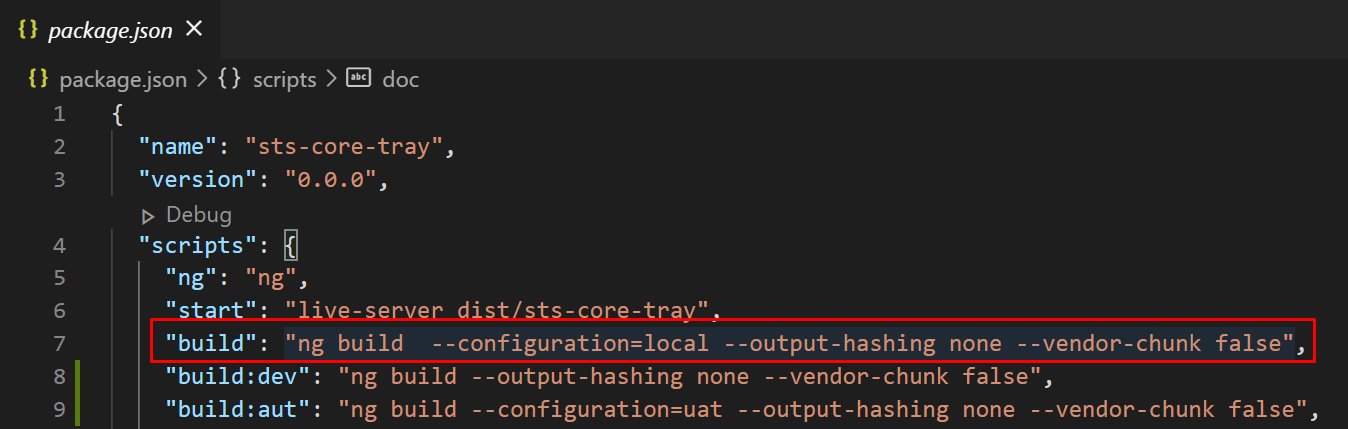 {} package.json ×
{} package.json > {} scripts > abc doc
1 {
2 "name": "sts-core-tray",
3 "version": "0.0.0",
Debug
4 "scripts": {
5 "ng": "ng",
6 "start": "live-server dist/sts-core-tray",
7 "build": "ng build  --configuration=local --output-hashing none --vendor-chunk false",
8 "build:dev": "ng build --output-hashing none --vendor-chunk false",
9 "build:aut": "ng build --configuration=uat --output-hashing none --vendor-chunk false",